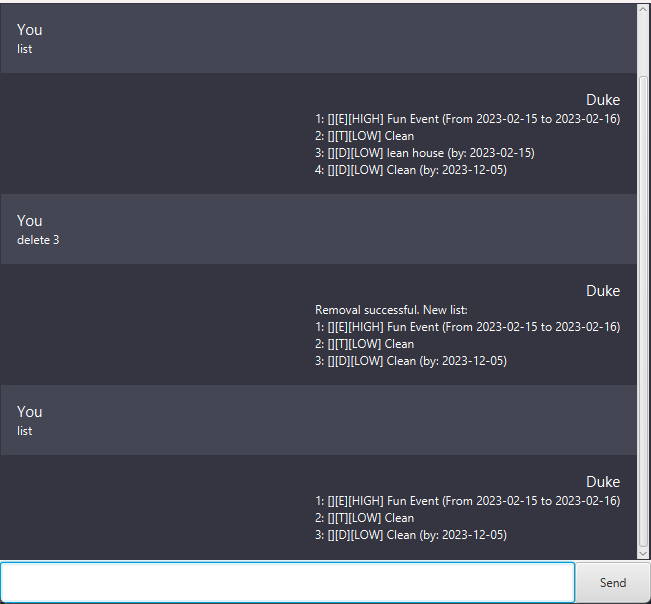 You
list
Duke
1: [][E][HIGH] Fun Event (From 2023-02-15 to 2023-02-16)
2: [][T][LOW] Clean
3: [][D][LOW] lean house (by: 2023-02-15)
4: [][D][LOW] Clean (by: 2023-12-05)
You
delete 3
Duke
Removal successful. New list:
1: [][E][HIGH] Fun Event (From 2023-02-15 to 2023-02-16)
2: [][T][LOW] Clean
3: [][D][LOW] Clean (by: 2023-12-05)
You
list
Duke
1: [][E][HIGH] Fun Event (From 2023-02-15 to 2023-02-16)
2: [][T][LOW] Clean
3: [][D][LOW] Clean (by: 2023-12-05)
Send